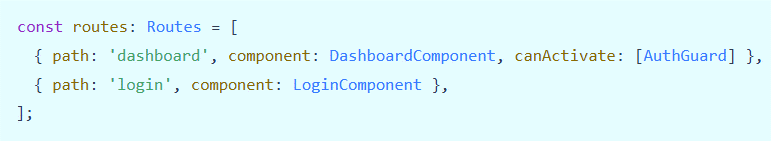 const routes: Routes = [
  { path: 'dashboard', component: DashboardComponent, canActivate: [AuthGuard] },
  { path: 'login', component: LoginComponent },
];